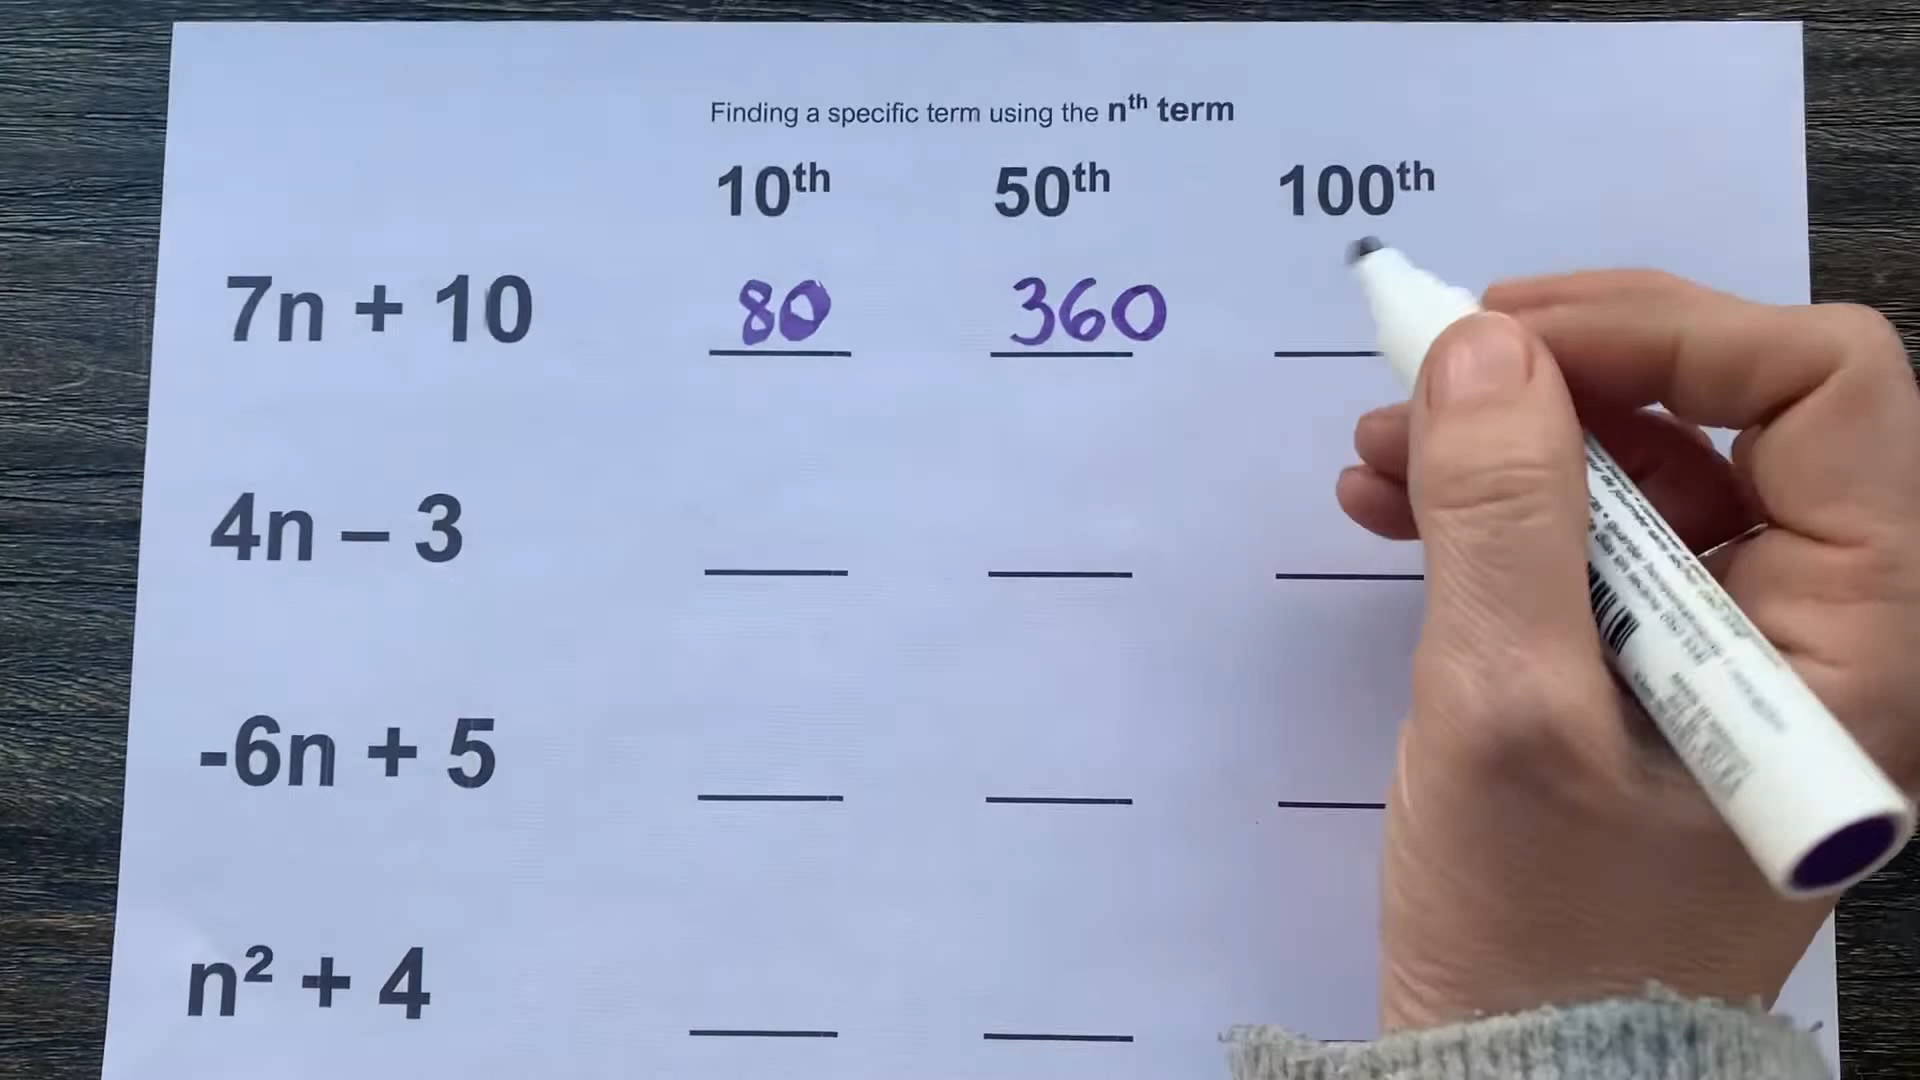 Finding a specific term using the nᵗʰ term
10ᵗʰ 50ᵗʰ 100ᵗʰ
7n + 10 80 360
4n – 3
-6n + 5
n² + 4